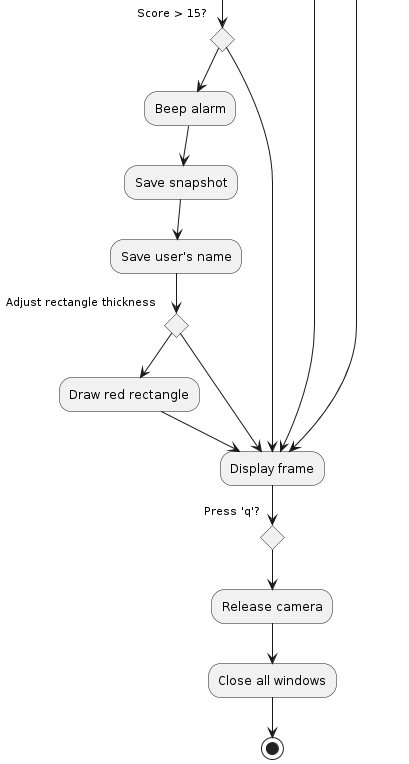 Score > 15?
Beep alarm
Save snapshot
Save user's name
Adjust rectangle thickness
Draw red rectangle
Display frame
Press 'q'?
Release camera
Close all windows